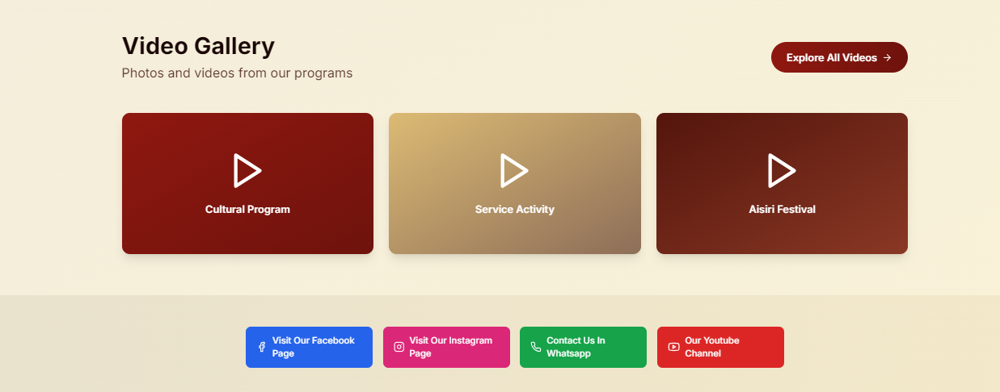 Video Gallery
Photos and videos from our programs
Explore All Videos →
Cultural Program
Service Activity
Aisiri Festival
Visit Our Facebook
Page
Visit Our Instagram
Page
Contact Us In
Whatsapp
Our Youtube
Channel